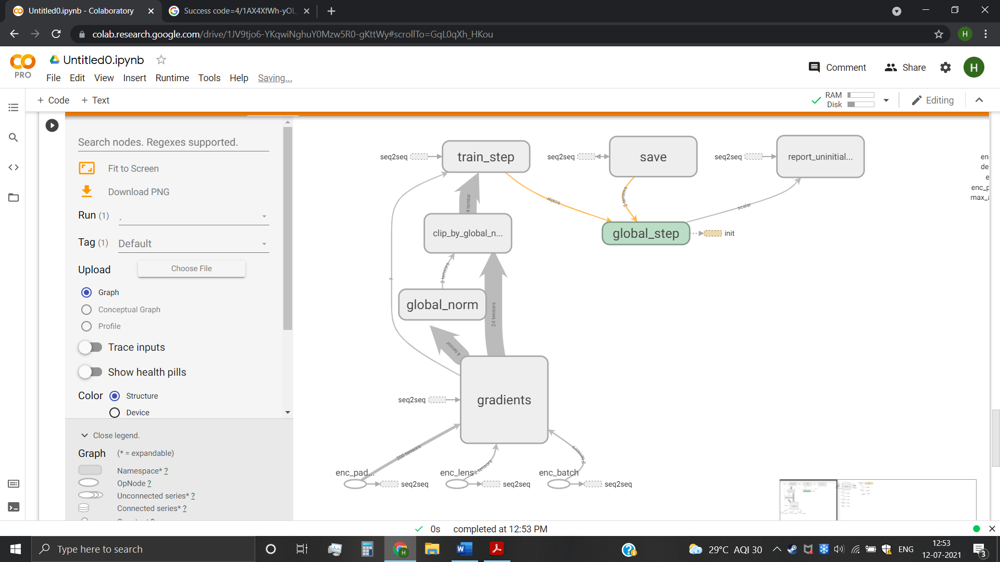 Untitled0.ipynb - Colaboratory
Success code=4/1AX4XfWh-yOL
colab.research.google.com/drive/1JV9tjo6-YKqwiNghuY0Mzw5R0-gKttWy#scrollTo=GqL0qXh_HKou
H
PRO
Untitled0.ipynb
File Edit View Insert Runtime Tools Help Saving...
Comment
Share
H
+ Code + Text
RAM
Disk
Editing
Search nodes. Regexes supported.
Fit to Screen
Download PNG
Run (1) .
Tag (1) Default
Upload Choose File
Graph
Conceptual Graph
Profile
Trace inputs
Show health pills
Color Structure
Device
Close legend.
Graph (* = expandable)
Namespace* ?
OpNode ?
Unconnected series* ?
Connected series* ?
seq2seq
train_step
seq2seq
save
seq2seq
report_uninitial...
en
de
e
enc_p
max_a
4 tensor
scalar
2 tensors
scalar
clip_by_global_n...
global_step
init
2 tensors
?
global_norm
24 tensors
4 tensor
seq2seq
gradients
200 tensors
2 tensors
2 tensors
enc_pad...
seq2seq
enc_lens
seq2seq
enc_batch
seq2seq
0s completed at 12:53 PM
Type here to search
H
29°C AQI 30
ENG
12:53
12-07-2021
3